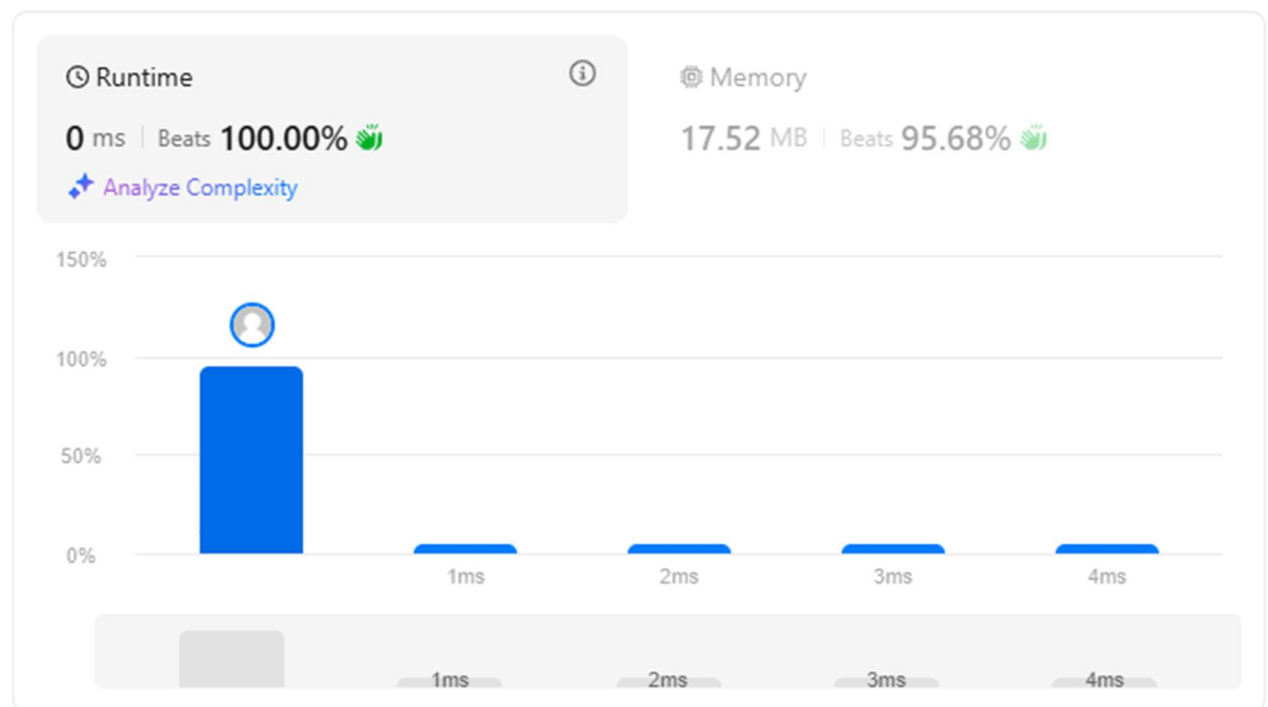 Runtime
0 ms | Beats 100.00%
Analyze Complexity
Memory
17.52 MB | Beats 95.68%
150%
100%
50%
0%
1ms 2ms 3ms 4ms
1ms 2ms 3ms 4ms